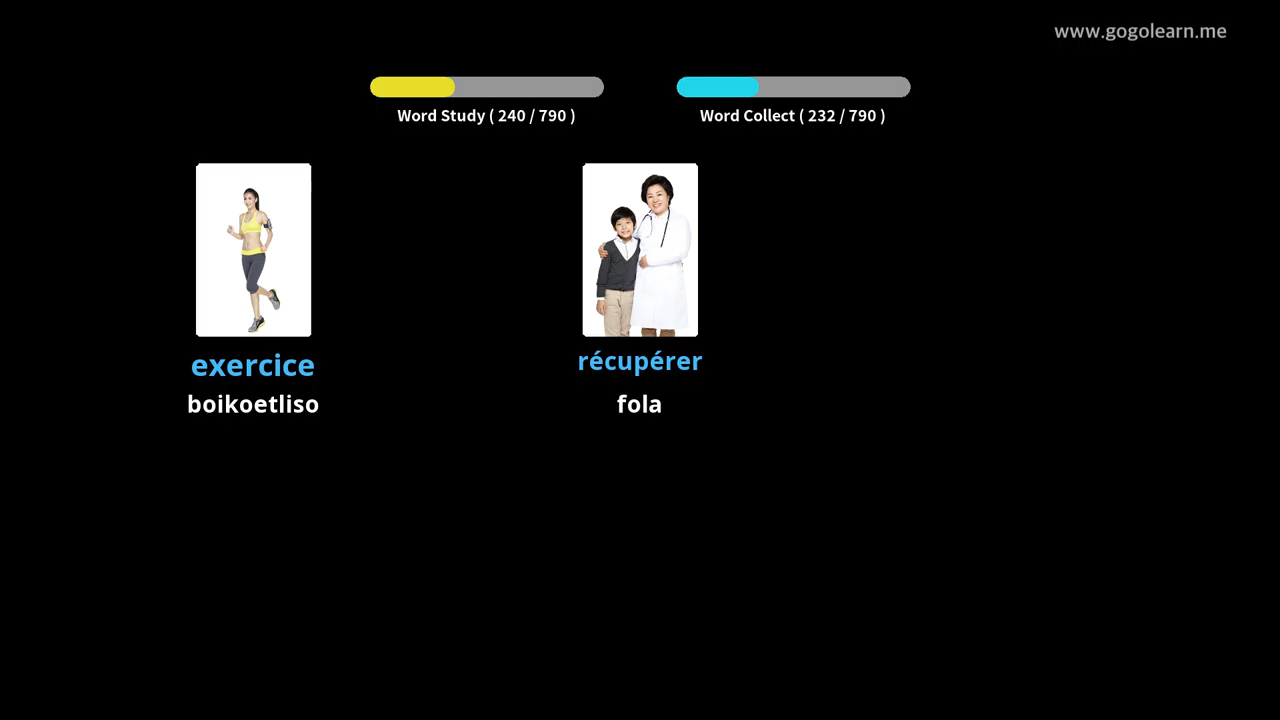 www.gogolearn.me
Word Study ( 240 / 790 )
Word Collect ( 232 / 790 )
exercice
boikoetliso
récupérer
fola